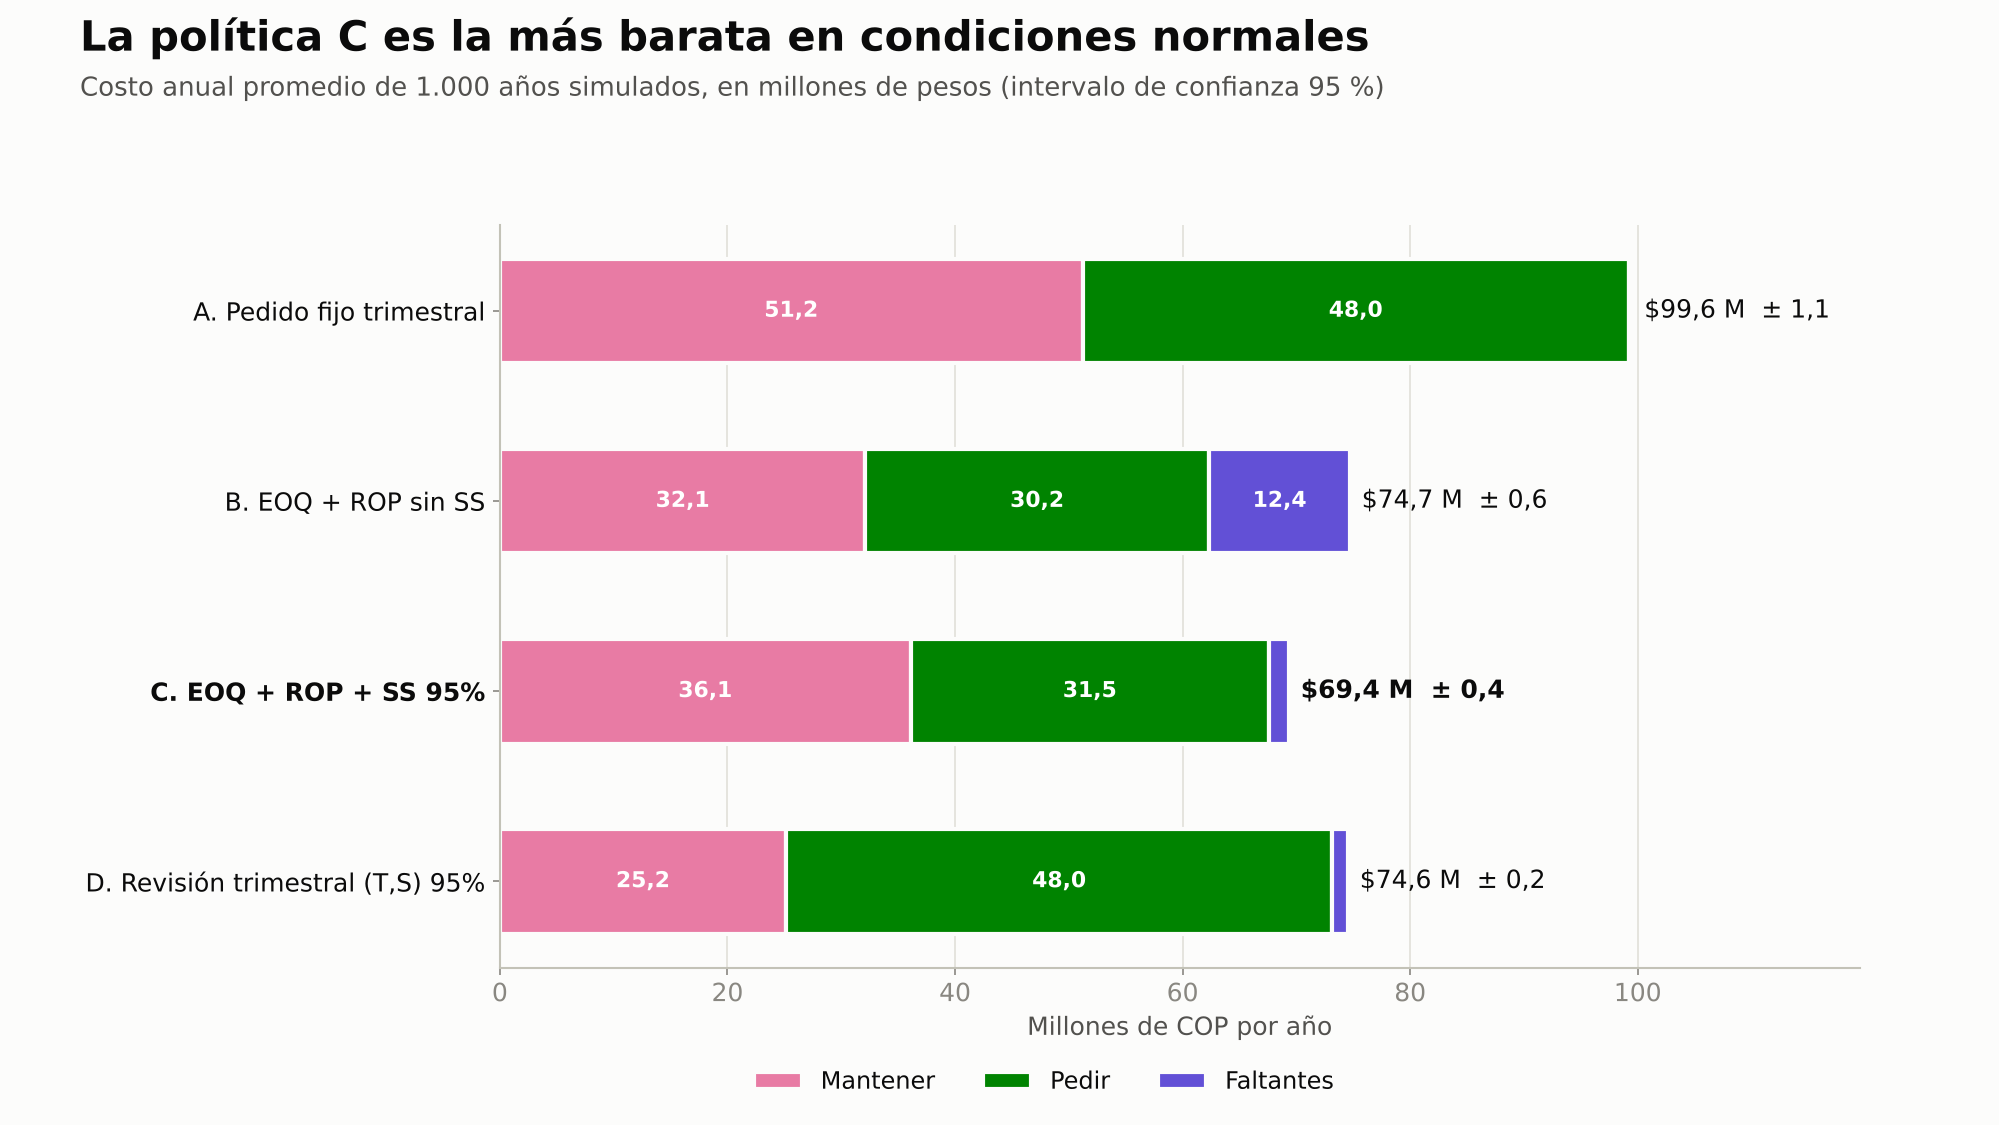 La política C es la más barata en condiciones normales
Costo anual promedio de 1.000 años simulados, en millones de pesos (intervalo de confianza 95 %)
A. Pedido fijo trimestral
51,2
48,0
$99,6 M ± 1,1
B. EOQ + ROP sin SS
32,1
30,2
12,4
$74,7 M ± 0,6
C. EOQ + ROP + SS 95%
36,1
31,5
$69,4 M ± 0,4
D. Revisión trimestral (T,S) 95%
25,2
48,0
$74,6 M ± 0,2
0 20 40 60 80 100
Millones de COP por año
Mantener Pedir Faltantes